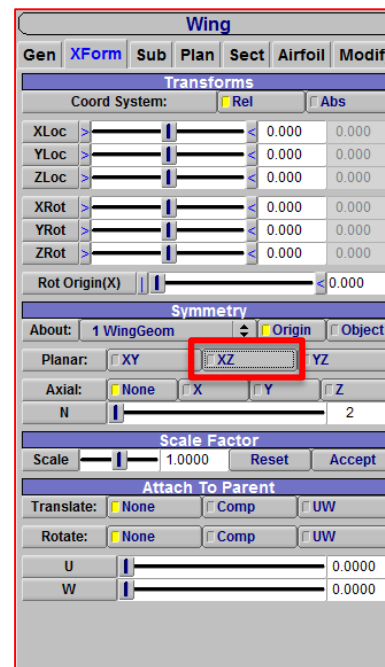 Wing
Gen XForm Sub Plan Sect Airfoil Modif
Transforms
Coord System: Rel Abs
XLoc > < 0.000 0.000
YLoc > < 0.000 0.000
ZLoc > < 0.000 0.000
XRot > < 0.000 0.000
YRot > < 0.000 0.000
ZRot > < 0.000 0.000
Rot Origin(X) | < 0.000
Symmetry
About: 1 WingGeom Origin Object
Planar: XY XZ YZ
Axial: None X Y Z
N 2
Scale Factor
Scale 1.0000 Reset Accept
Attach To Parent
Translate: None Comp UW
Rotate: None Comp UW
U 0.0000
W 0.0000